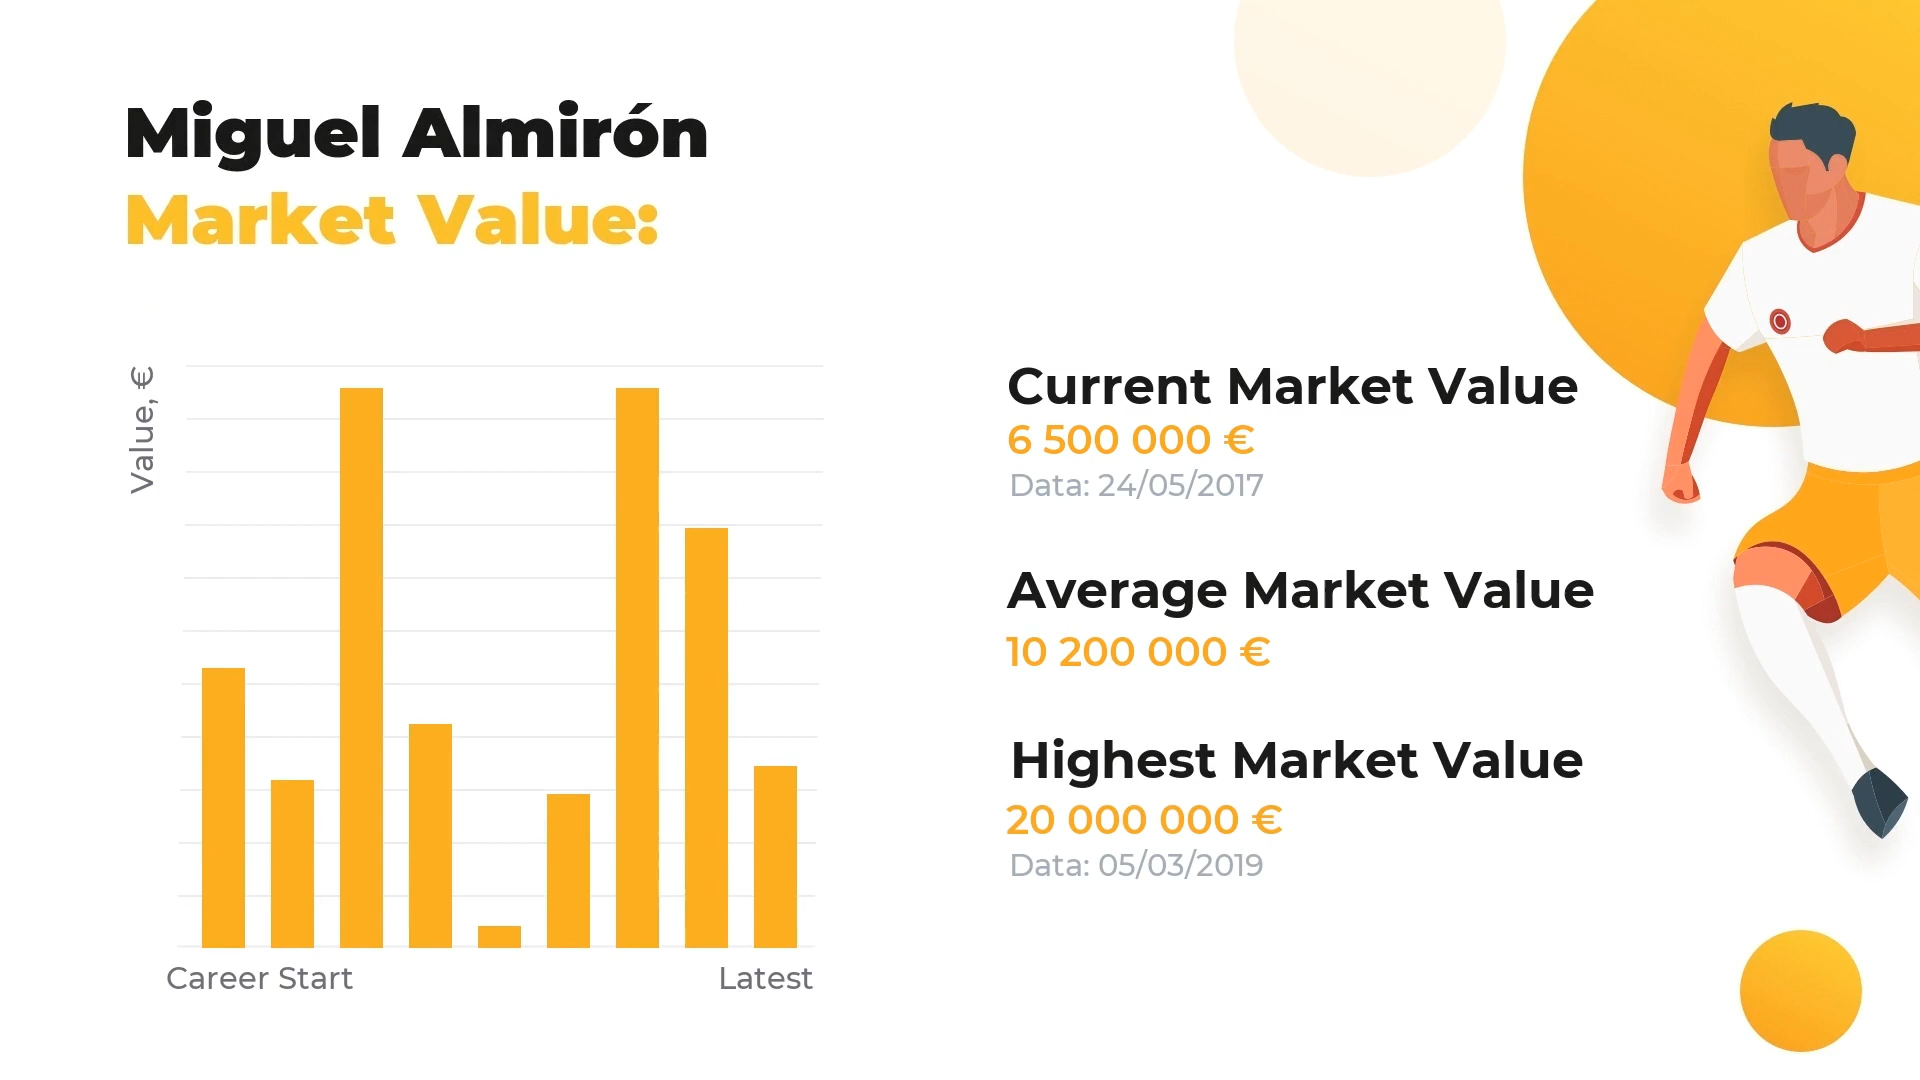 Miguel Almirón
Market Value:
Value, €
Career Start
Latest
Current Market Value
6 500 000 €
Data: 24/05/2017
Average Market Value
10 200 000 €
Highest Market Value
20 000 000 €
Data: 05/03/2019